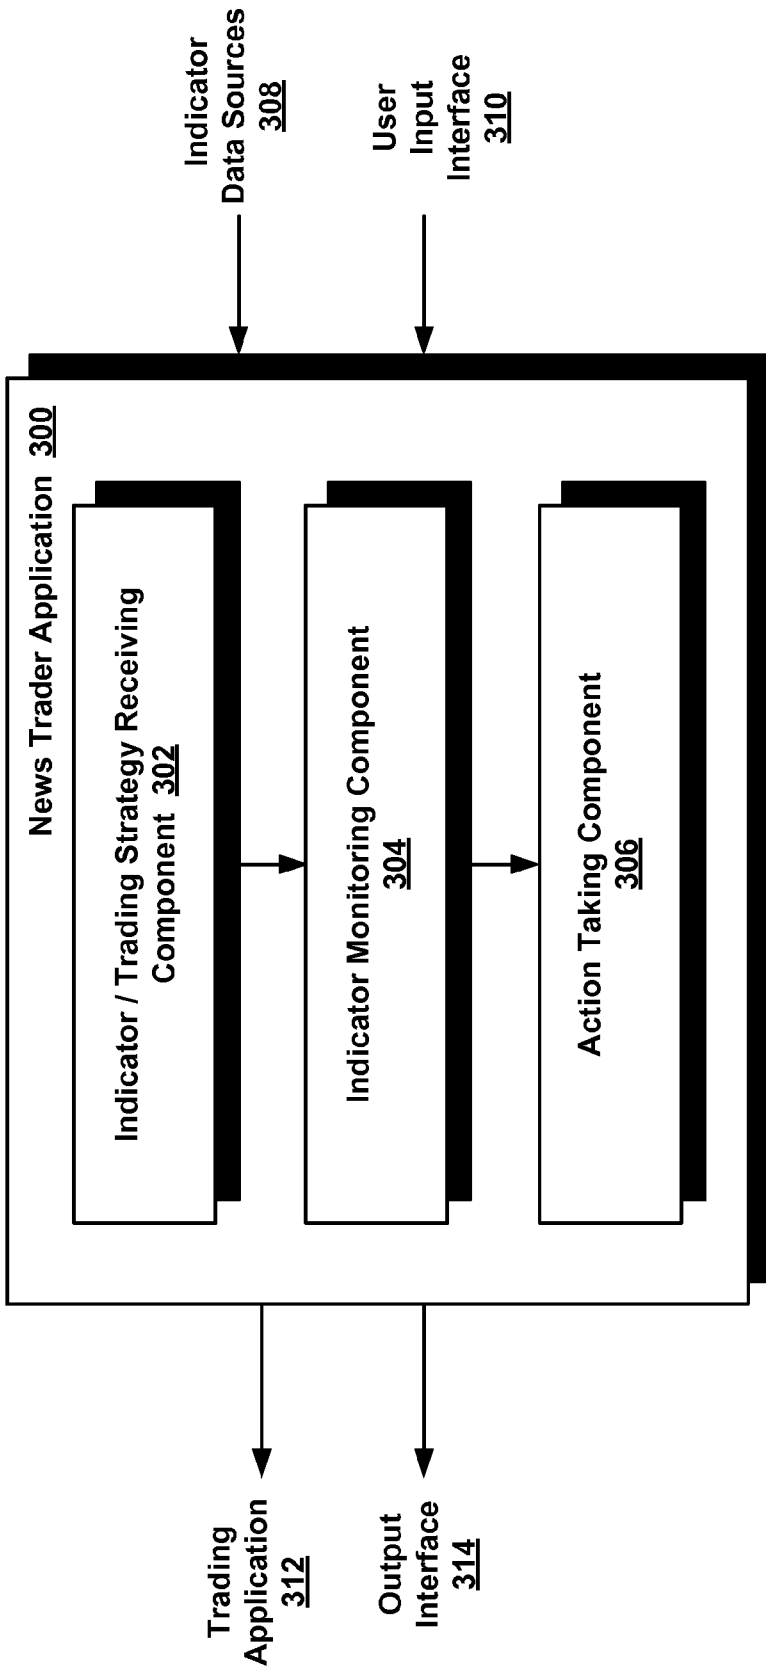 News Trader Application 300
Indicator / Trading Strategy Receiving
Component 302
Indicator Monitoring Component
304
Action Taking Component
306
Indicator
Data Sources
308
User
Input
Interface
310
Trading
Application
312
Output
Interface
314